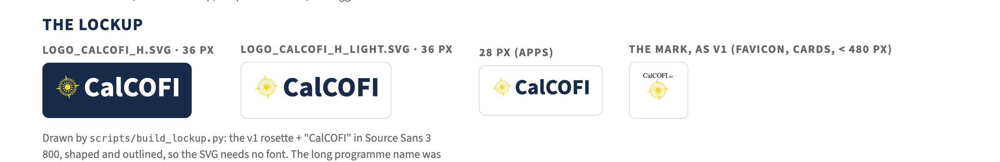 THE LOCKUP
LOGO_CALCOFI_H.SVG · 36 PX
LOGO_CALCOFI_H_LIGHT.SVG · 36 PX
28 PX (APPS)
THE MARK, AS V1 (FAVICON, CARDS, < 480 PX)
CalCOFI
CalCOFI
CalCOFI
CalCOFI.io
Drawn by scripts/build_lockup.py: the v1 rosette + "CalCOFI" in Source Sans 3
800, shaped and outlined, so the SVG needs no font. The long programme name was